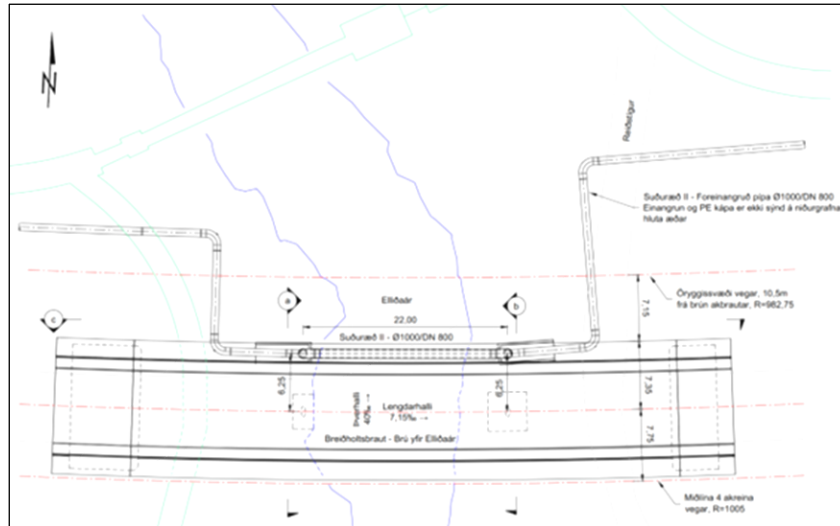 N
Reiðstígur
Suðuræð II - Foreinangruð pípa Ø1000/DN 800
Einangrun og PE kápa er ekki sýnd á niðurgrafna
hluta æðar
Öryggissvæði vegar, 10,5m
frá brún akbrautar, R=982,75
a
Elliðaár
b
7,15
c
22,00
Suðuræð II - Ø1000/DN 800
6,25
6,25
7,35
Þverhalli
40‰ →
Lengdarhalli
7,15‰ →
Breiðholtsbraut - Brú yfir Elliðaár
7,75
Miðlína 4 akreina
vegar, R=1005